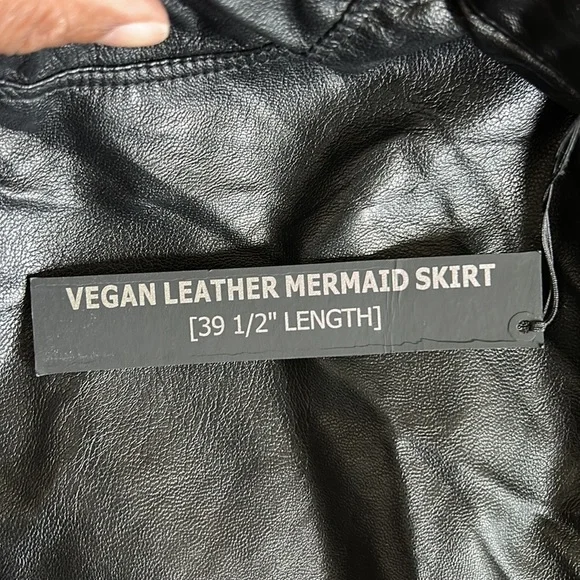 VEGAN LEATHER MERMAID SKIRT
[39 1/2" LENGTH]